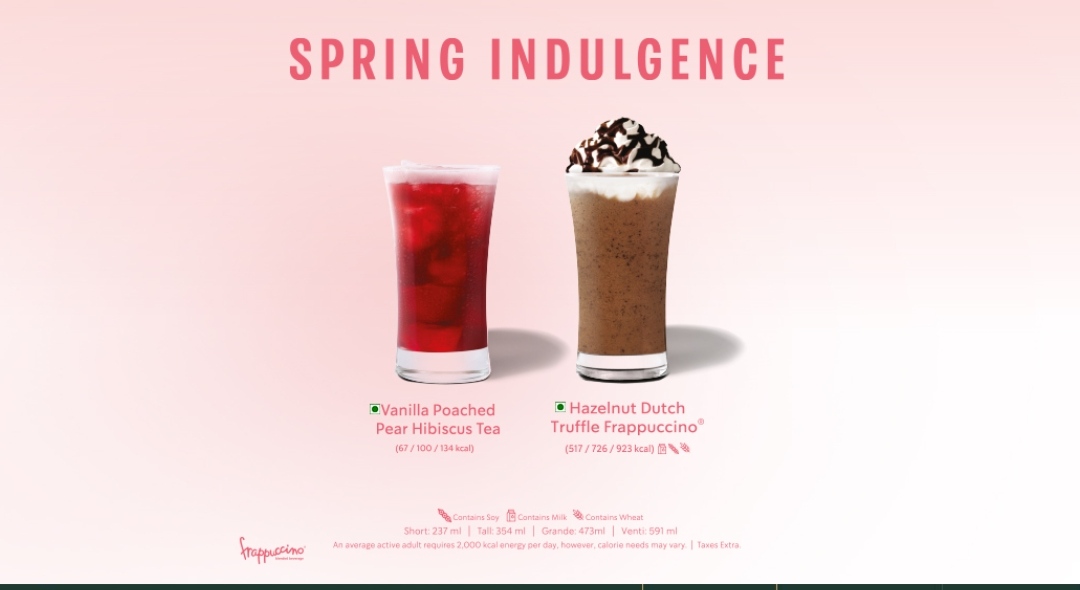 SPRING INDULGENCE
Vanilla Poached
Pear Hibiscus Tea
(67 / 100 / 134 kcal)
Hazelnut Dutch
Truffle Frappuccino®
(517 / 726 / 923 kcal)
Contains Soy Contains Milk Contains Wheat
Short: 237 ml | Tall: 354 ml | Grande: 473ml | Venti: 591 ml
An average active adult requires 2,000 kcal energy per day, however, calorie needs may vary. | Taxes Extra.
frappuccino®